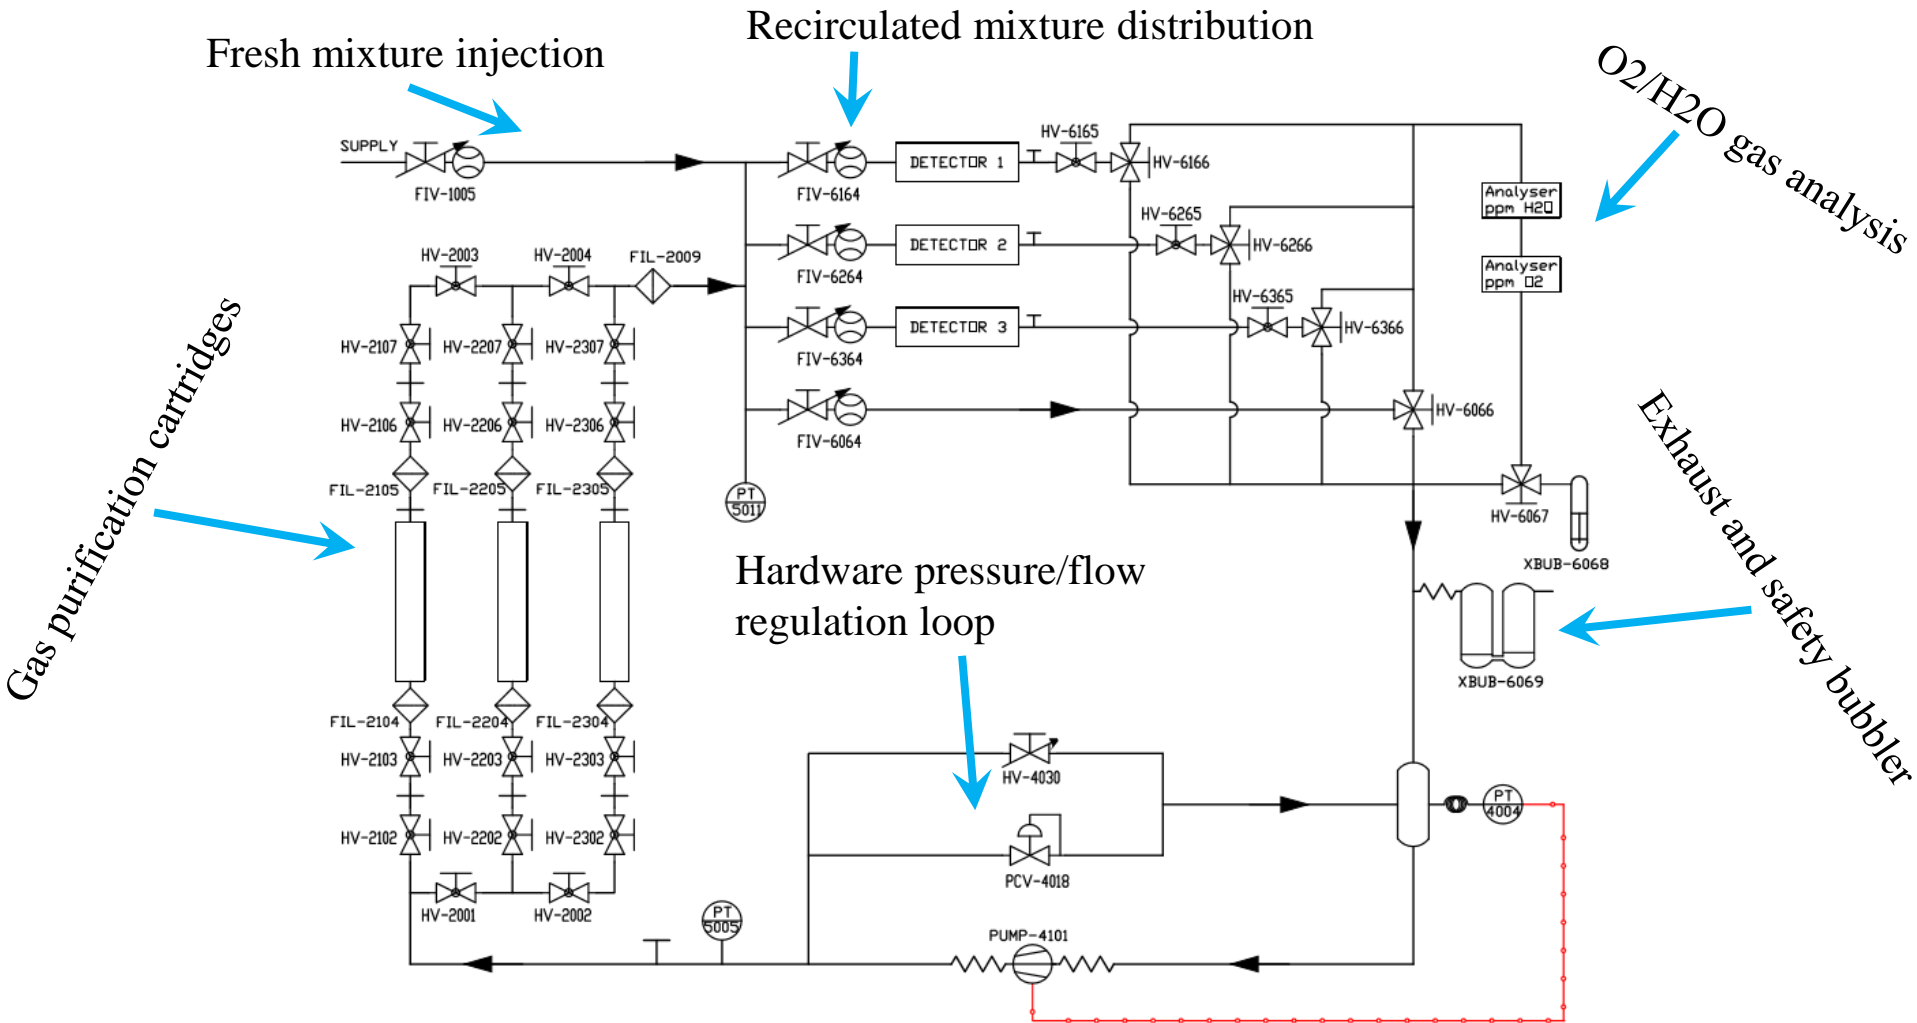 Recirculated mixture distribution
Fresh mixture injection
O2/H2O gas analysis
SUPPLY
FIV-1005
FIV-6164
DETECTOR 1
HV-6165
HV-6166
Analyser
ppm H2O
FIV-6264
DETECTOR 2
HV-6265
HV-6266
Analyser
ppm O2
HV-2003
HV-2004
FIL-2009
FIV-6364
DETECTOR 3
HV-6365
HV-6366
HV-2107
HV-2207
HV-2307
HV-2106
HV-2206
HV-2306
FIV-6064
HV-6066
FIL-2105
FIL-2205
FIL-2305
PT
5011
HV-6067
XBUB-6068
Gas purification cartridges
Hardware pressure/flow
regulation loop
Exhaust and safety bubbler
XBUB-6069
FIL-2104
FIL-2204
FIL-2304
HV-2103
HV-2203
HV-2303
HV-4030
HV-2102
HV-2202
HV-2302
PT
4004
PCV-4018
HV-2001
HV-2002
PT
5005
PUMP-4101